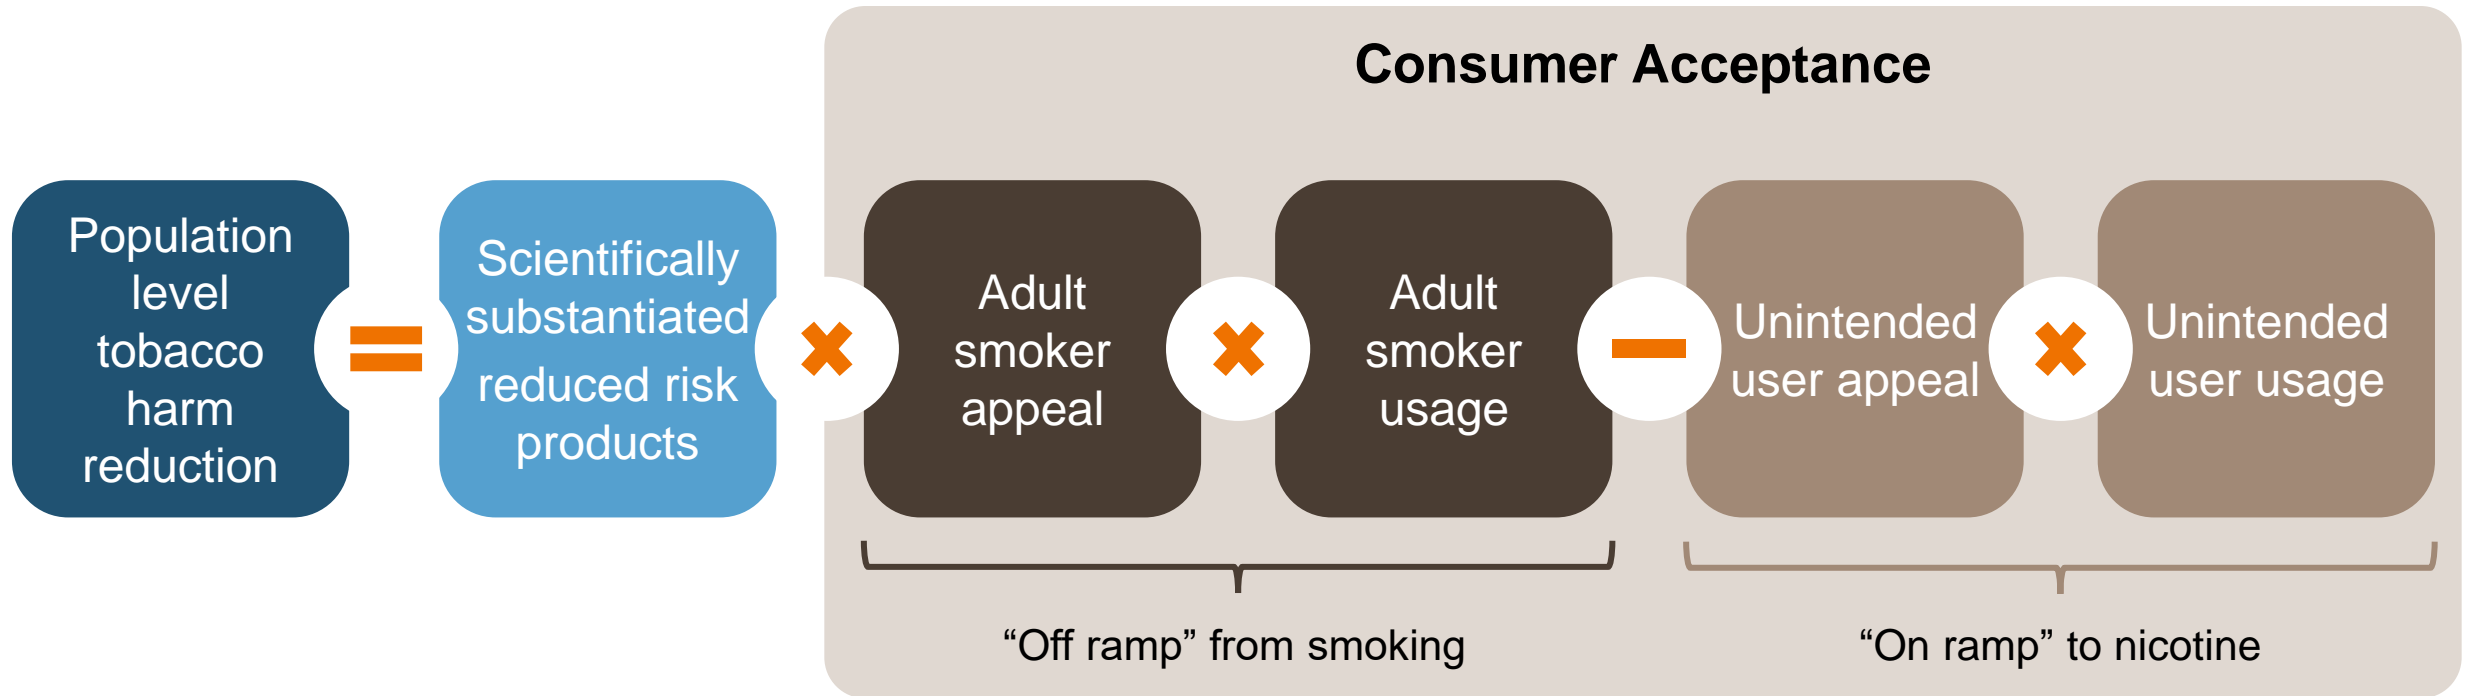 Consumer Acceptance
Population
level
tobacco
harm
reduction
=
Scientifically
substantiated
reduced risk
products
×
Adult
smoker
appeal
×
Adult
smoker
usage
−
Unintended
user appeal
×
Unintended
user usage
“Off ramp” from smoking
“On ramp” to nicotine